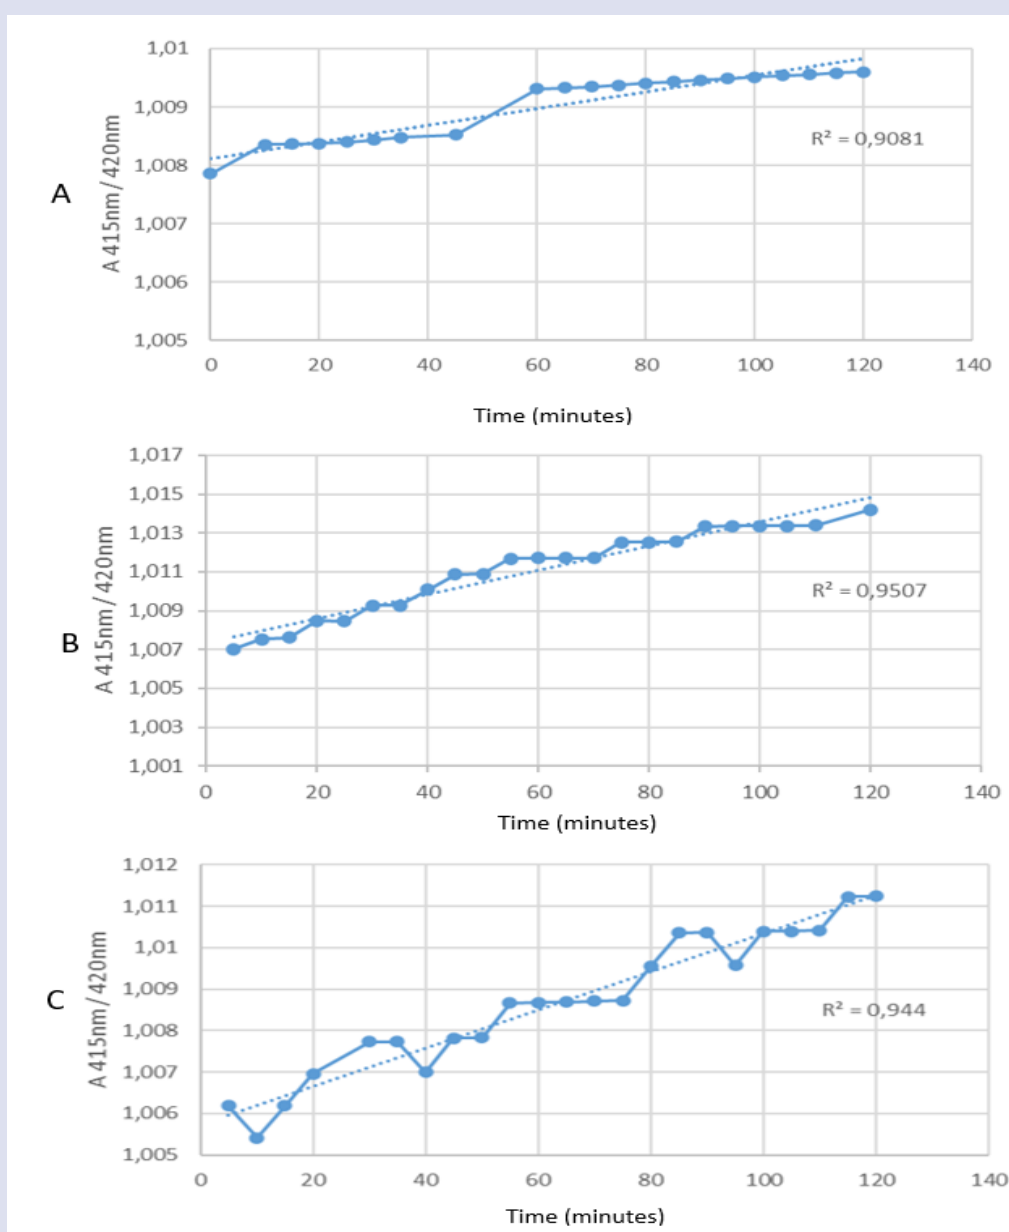 A
A 415nm / 420nm
1,01
1,009
1,008
1,007
1,006
1,005
R² = 0,9081
0 20 40 60 80 100 120 140
Time (minutes)
B
A 415nm / 420nm
1,017
1,015
1,013
1,011
1,009
1,007
1,005
1,003
1,001
R² = 0,9507
0 20 40 60 80 100 120 140
Time (minutes)
C
A 415nm / 420nm
1,012
1,011
1,01
1,009
1,008
1,007
1,006
1,005
R² = 0,944
0 20 40 60 80 100 120 140
Time (minutes)